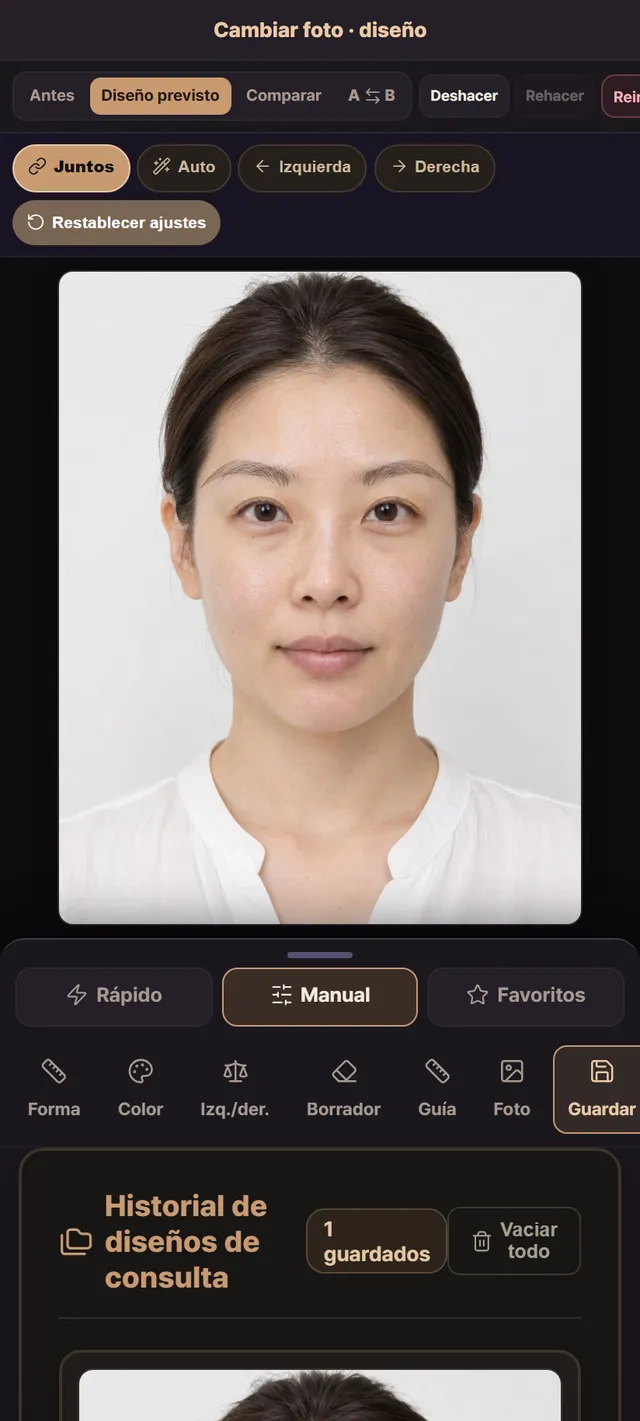 Cambiar foto · diseño
Antes Diseño previsto Comparar A B Deshacer Rehacer
Juntos Auto Izquierda Derecha
Restablecer ajustes
Rápido Manual Favoritos
Forma Color Izq./der. Borrador Guía Foto Guardar
Historial de
diseños de
consulta
1
guardados
Vaciar
todo